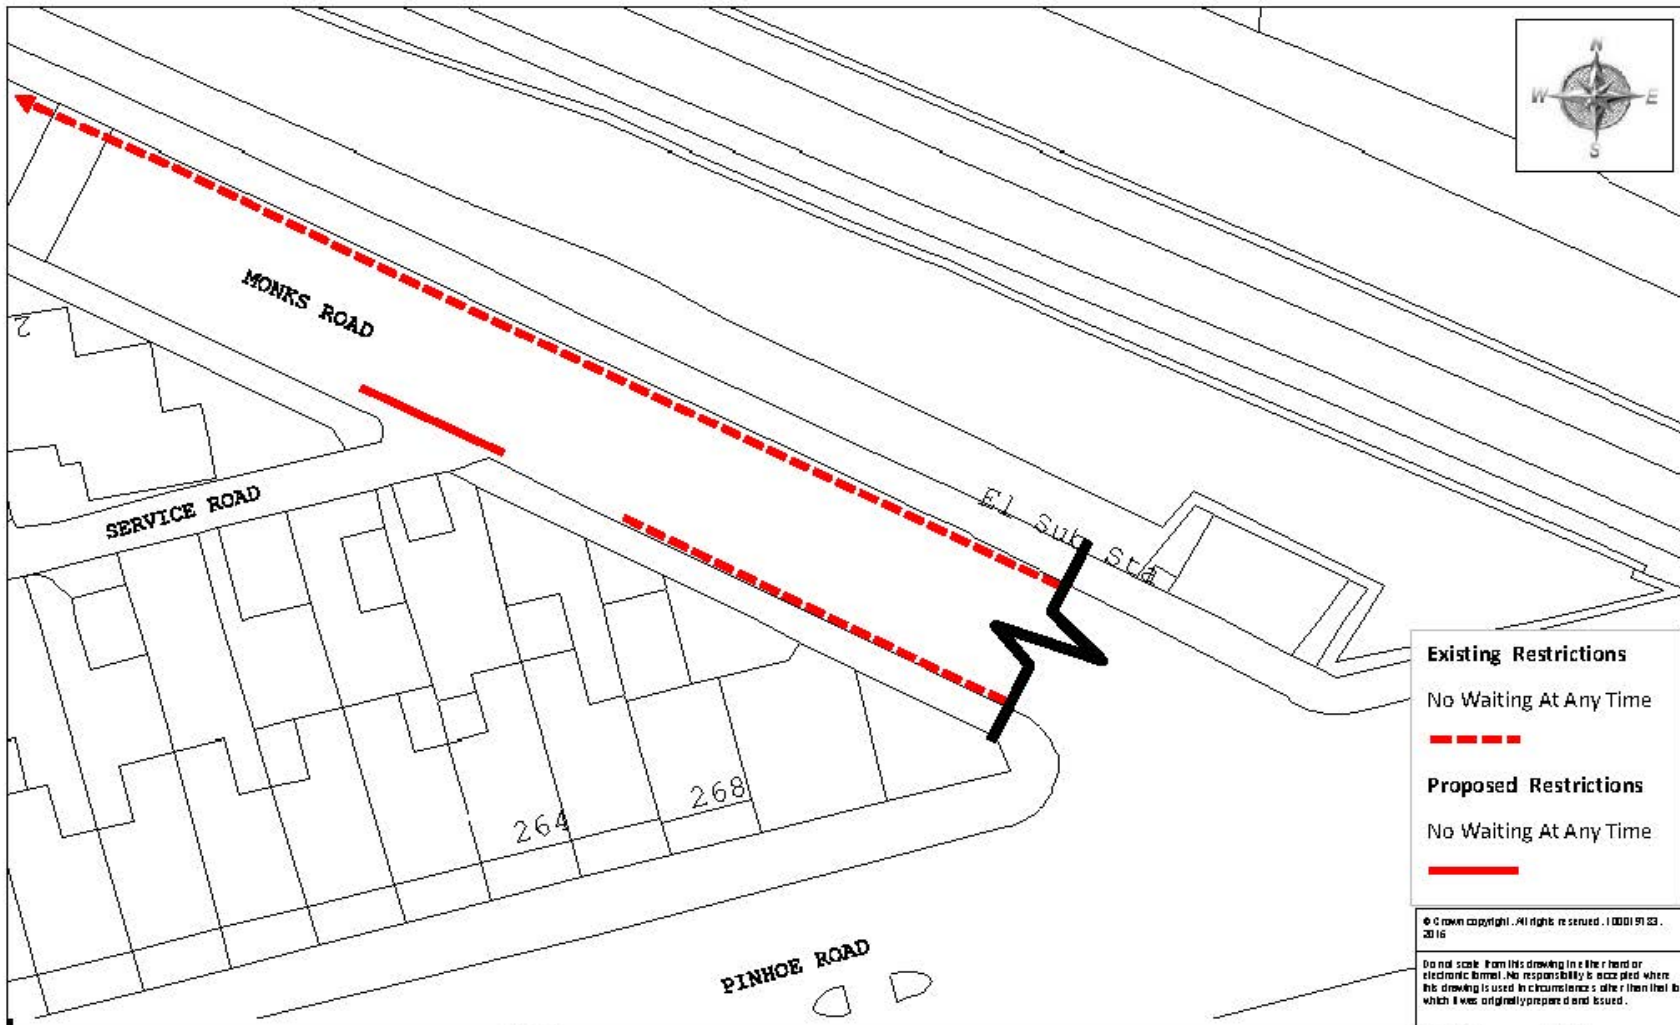 N
W E
S
2
MONKS ROAD
SERVICE ROAD
El Sub Sta
264
268
PINHOE ROAD
Existing Restrictions
No Waiting At Any Time
Proposed Restrictions
No Waiting At Any Time
© Crown copyright. All rights reserved. 100019183.
2016
Do not scale from this drawing in either hard or
electronic format. No responsibility is accepted where
this drawing is used in circumstances other than that fo
which it was originally prepared and issued.